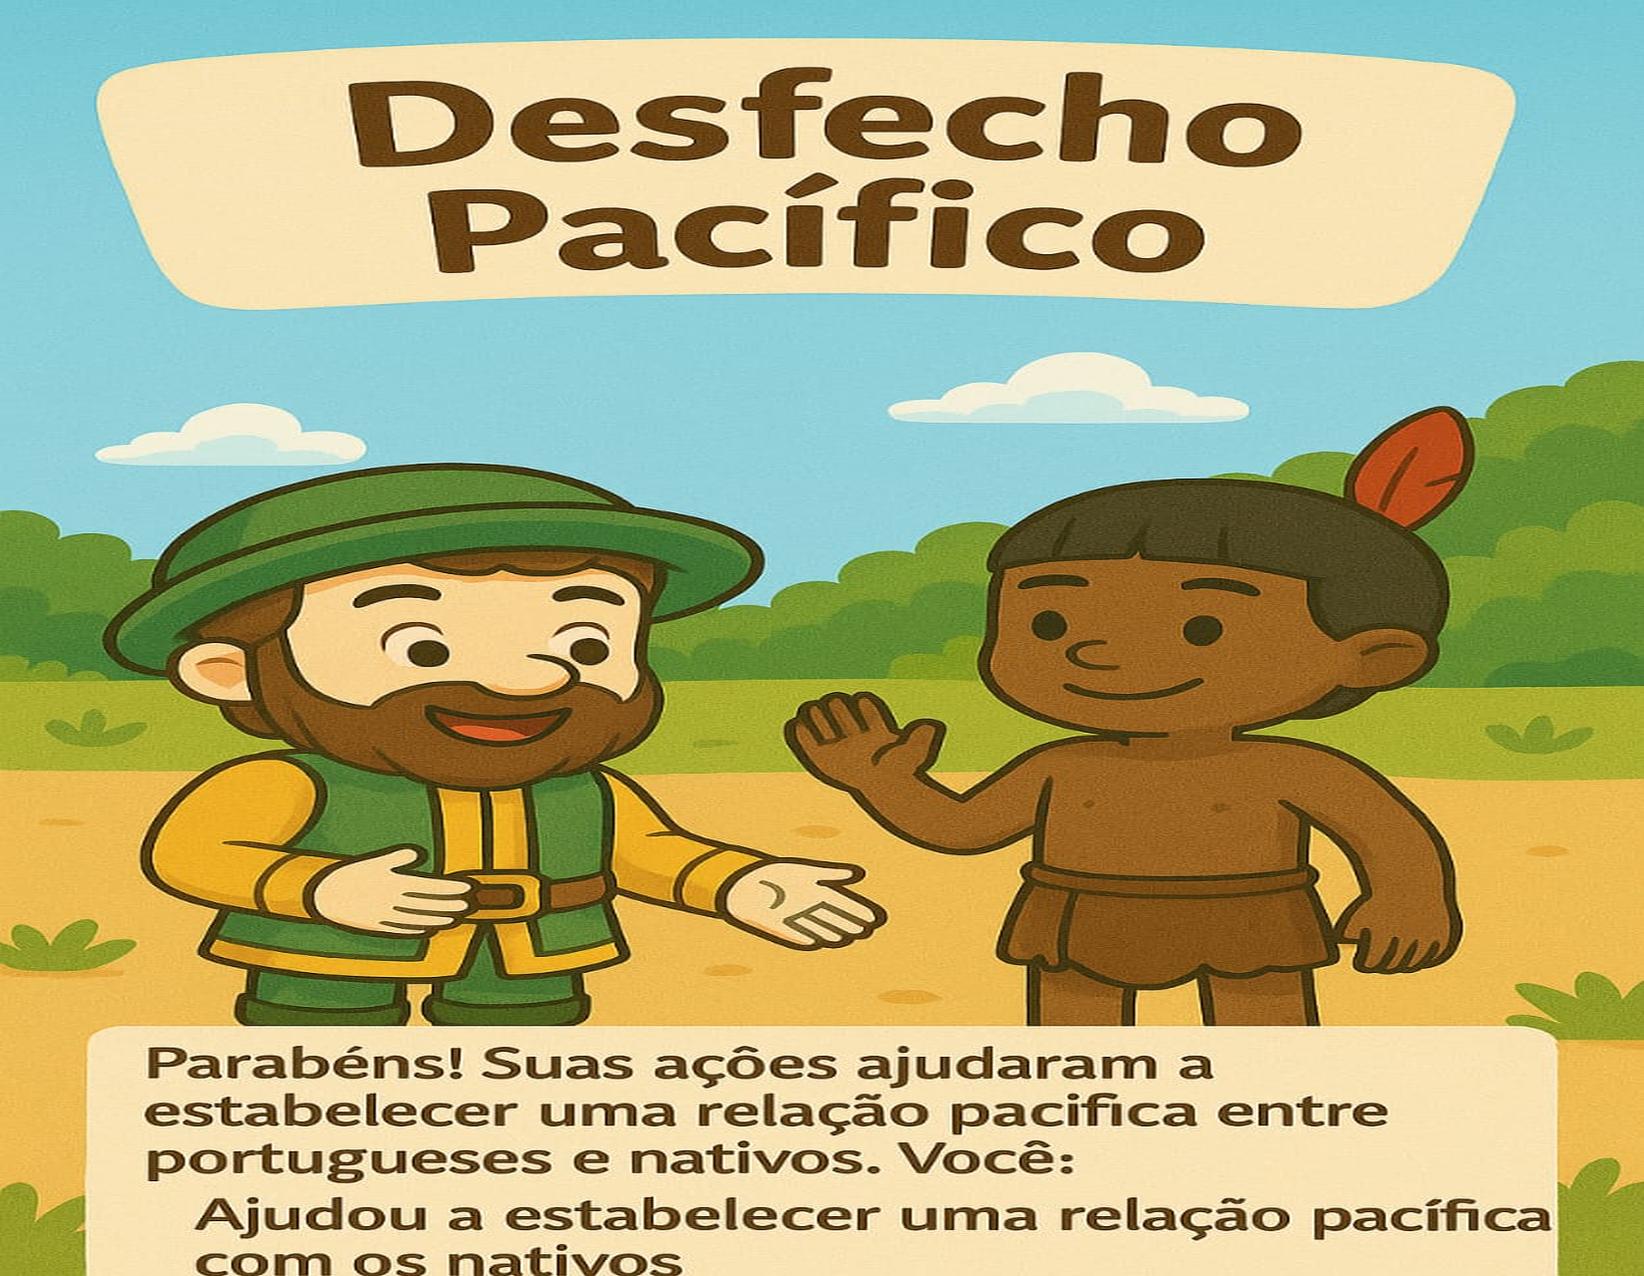 Desfecho
Pacífico
Parabéns! Suas açôes ajudaram a
estabelecer uma relação pacifica entre
portugueses e nativos. Você:
Ajudou a estabelecer uma relação pacífica
com os nativos